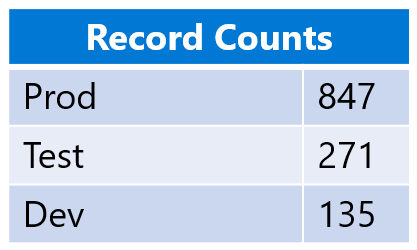 Record Counts
Prod 847
Test 271
Dev 135